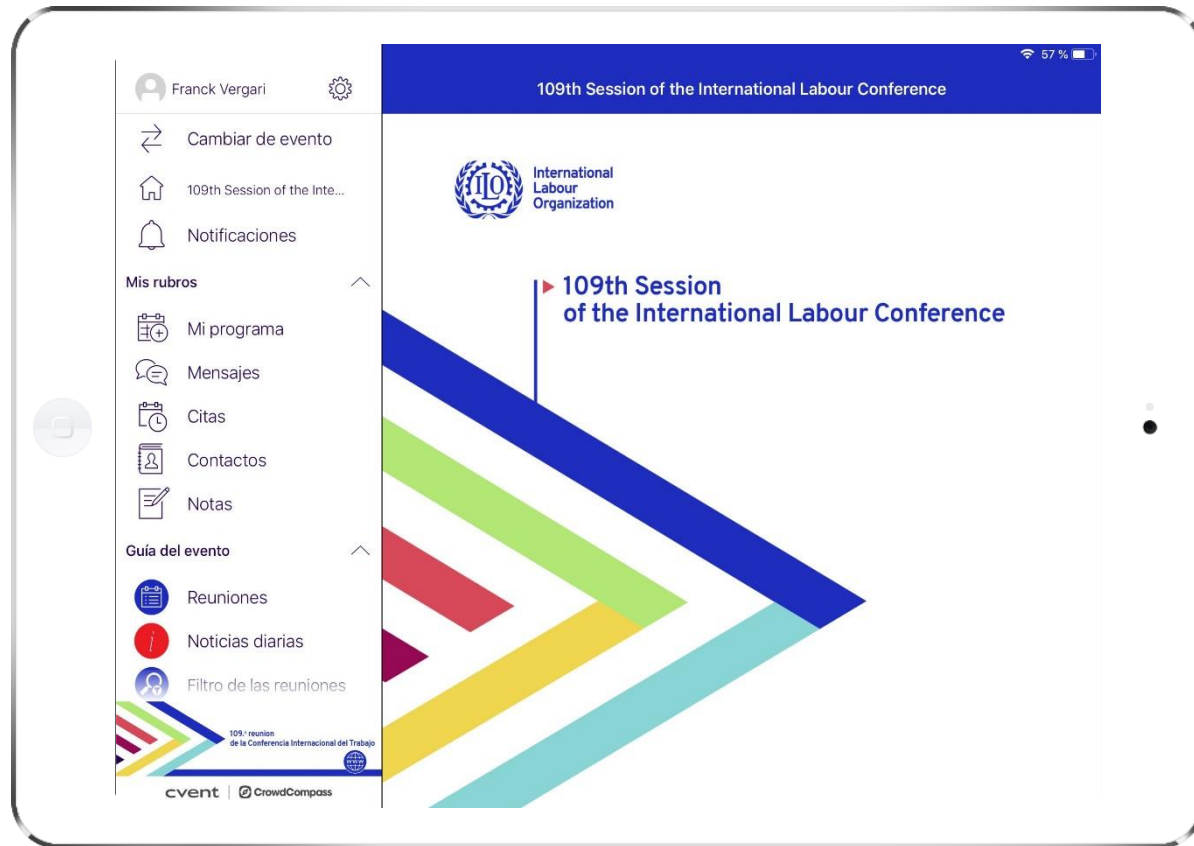 57 %
Franck Vergari
109th Session of the International Labour Conference
Cambiar de evento
109th Session of the Inte...
Notificaciones
Mis rubros
Mi programa
Mensajes
Citas
Contactos
Notas
Guía del evento
Reuniones
Noticias diarias
Filtro de las reuniones
109.ª reunion
de la Conferencia Internacional del Trabajo
www
cvent | CrowdCompass
ILO
International
Labour
Organization
109th Session
of the International Labour Conference